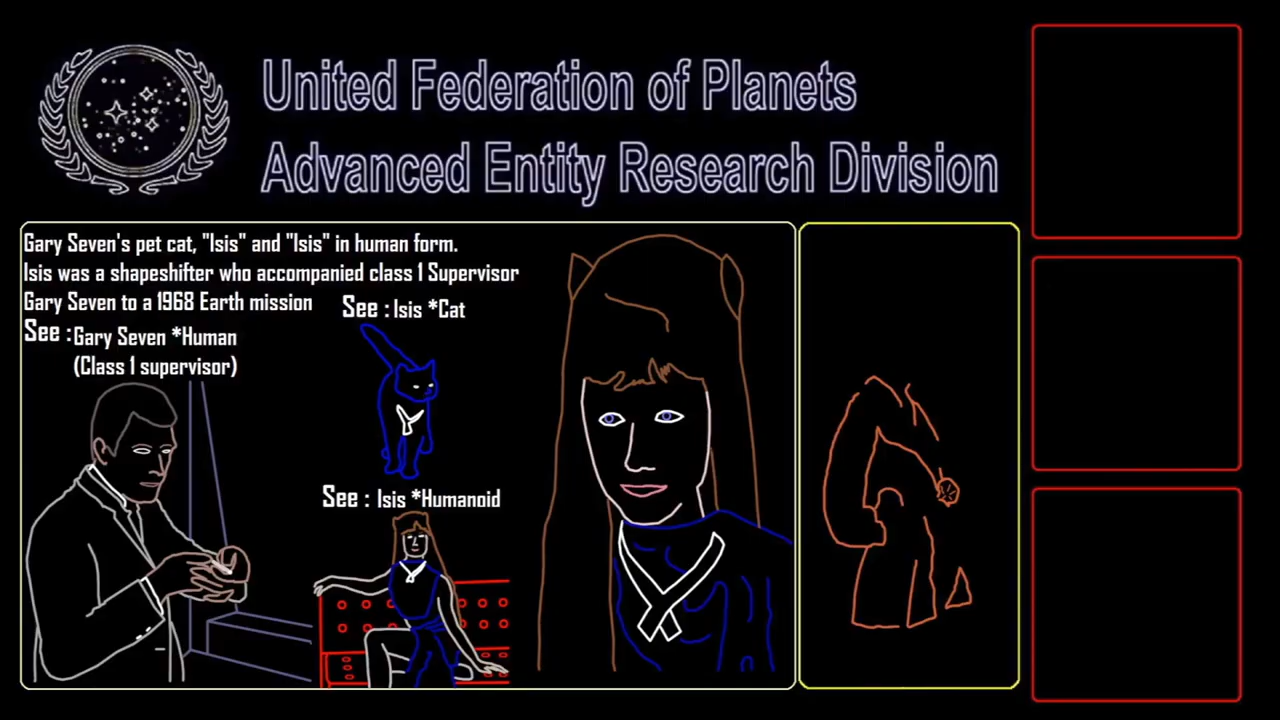 United Federation of Planets
Advanced Entity Research Division
Gary Seven's pet cat, "Isis" and "Isis" in human form.
Isis was a shapeshifter who accompanied class 1 Supervisor
Gary Seven to a 1968 Earth mission
See : Isis *Cat
See : Gary Seven *Human
(Class 1 supervisor)
See : Isis *Humanoid